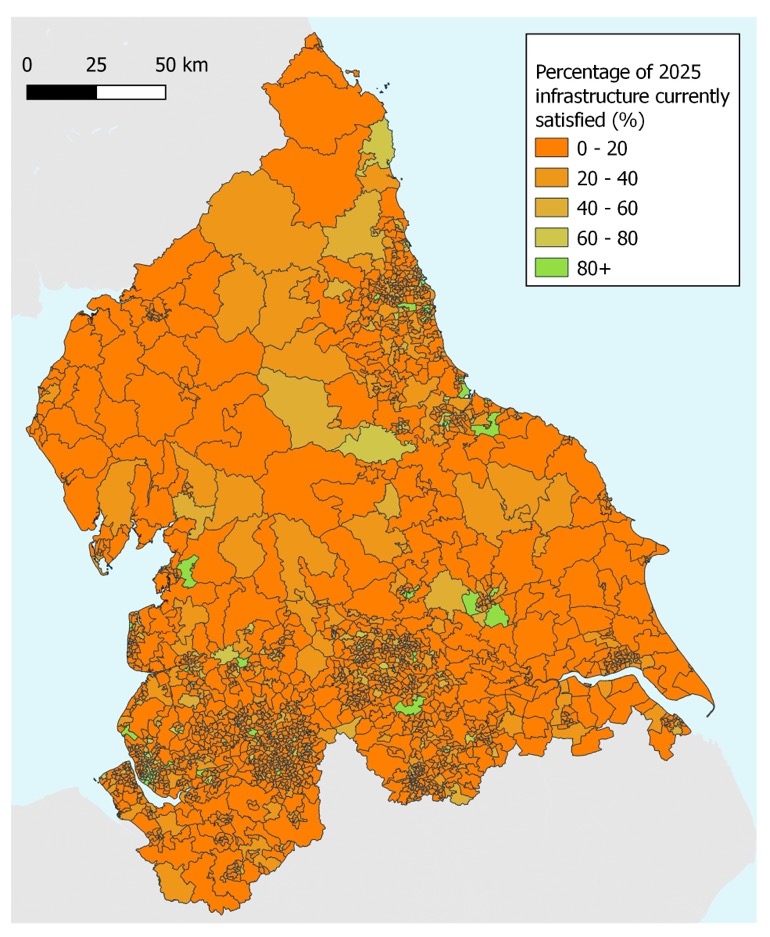 0 25 50 km
Percentage of 2025
infrastructure currently
satisfied (%)
0 - 20
20 - 40
40 - 60
60 - 80
80+